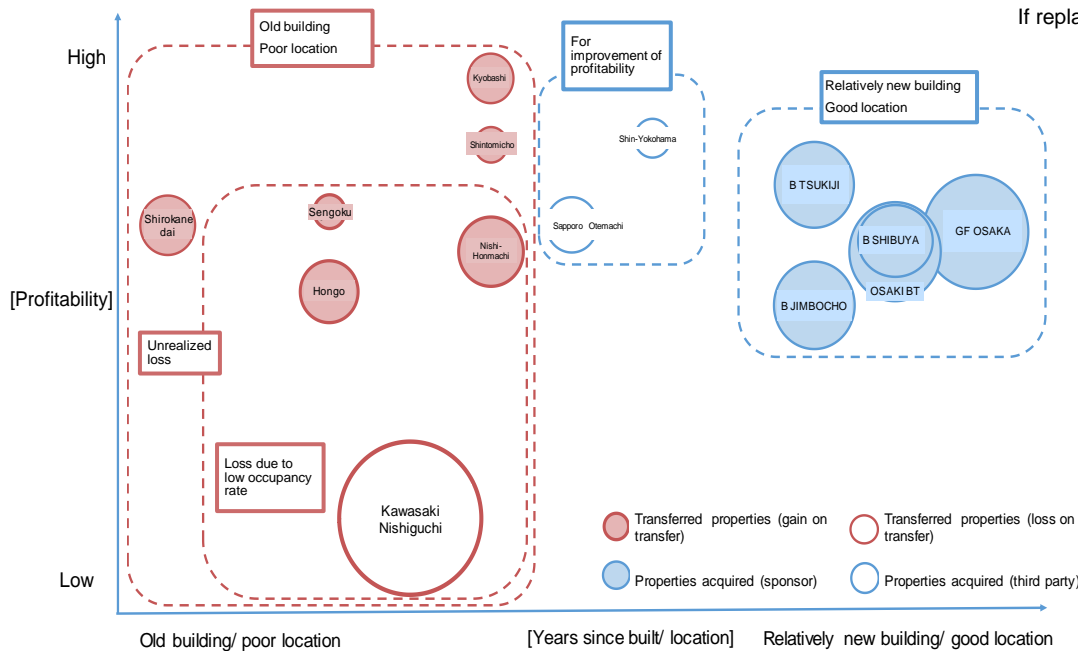 If repla
High
Old building
Poor location
For
improvement of
profitability
Relatively new building
Good location
Kyobashi
Shintomicho
Shin-Yokohama
B TSUKIJI
Shirokane
dai
Sengoku
Nishi-
Honmachi
Sapporo Otemachi
B SHIBUYA
GF OSAKA
Hongo
OSAKI BT
B JIMBOCHO
[Profitability]
Unrealized
loss
Loss due to
low occupancy
rate
Kawasaki
Nishiguchi
Transferred properties (gain on
transfer)
Transferred properties (loss on
transfer)
Properties acquired (sponsor)
Properties acquired (third party)
Low
Old building/ poor location
[Years since built/ location]
Relatively new building/ good location